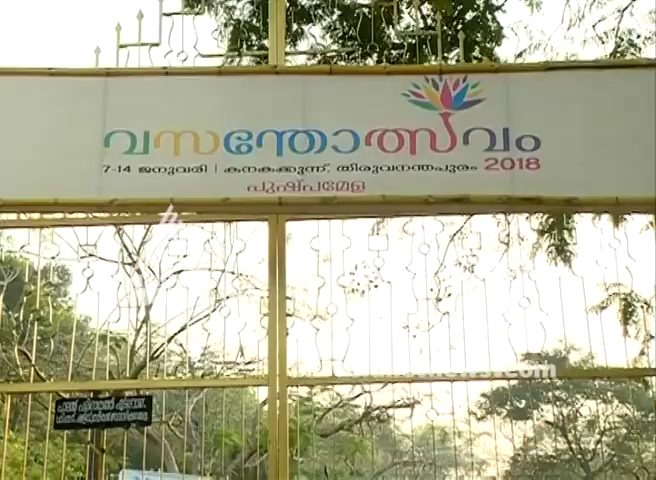 വസന്തോത്സവം
7-14 ജനുവരി | കനകക്കുന്ന്, തിരുവനന്തപുരം 2018
പുഷ്പമേള